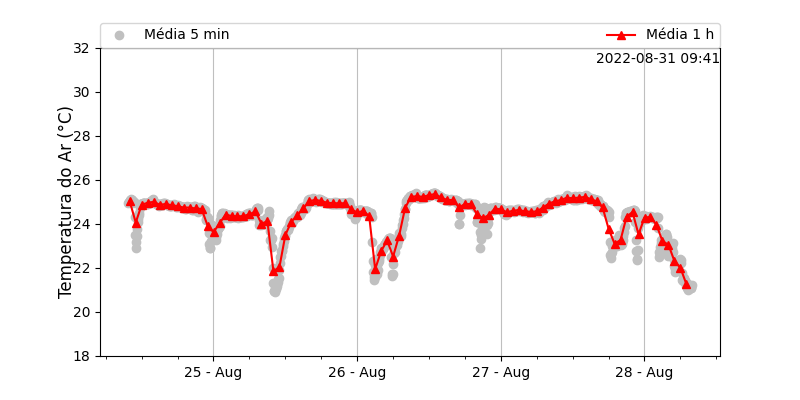 Média 5 min
Média 1 h
2022-08-31 09:41
Temperatura do Ar (°C)
32
30
28
26
24
22
20
18
25 - Aug
26 - Aug
27 - Aug
28 - Aug